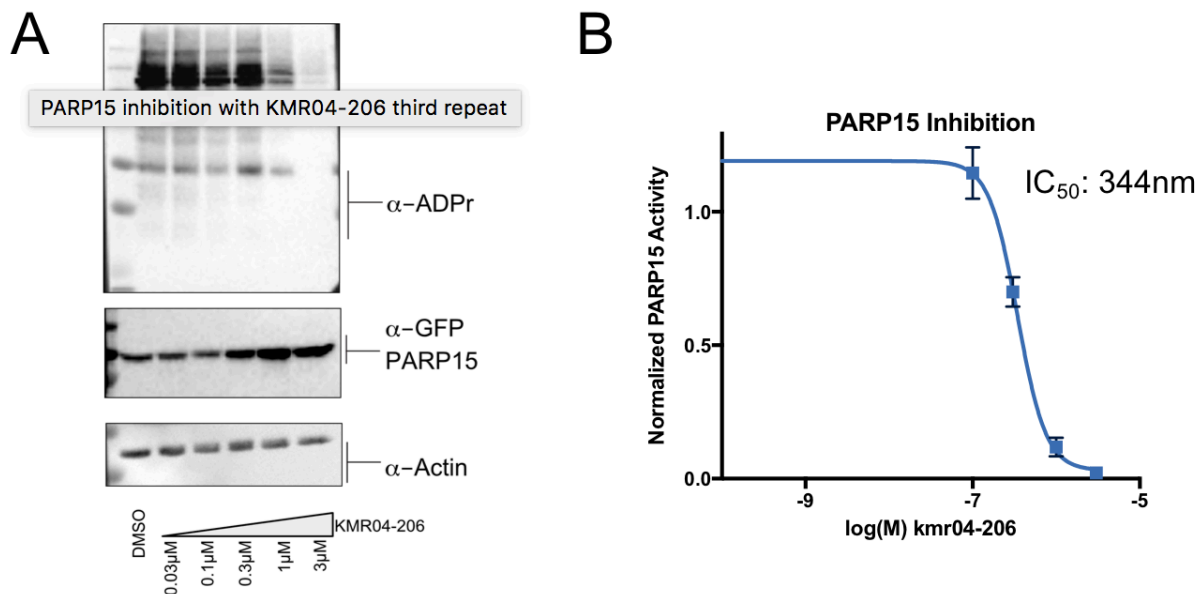 A
PARP15 inhibition with KMR04-206 third repeat
α-ADPr
α-GFP
PARP15
α-Actin
DMSO
0.03µM
0.1µM
0.3µM
1µM
3µM
KMR04-206
B
PARP15 Inhibition
IC50: 344nm
Normalized PARP15 Activity
1.0
0.5
0.0
-9
-7
-5
log(M) kmr04-206